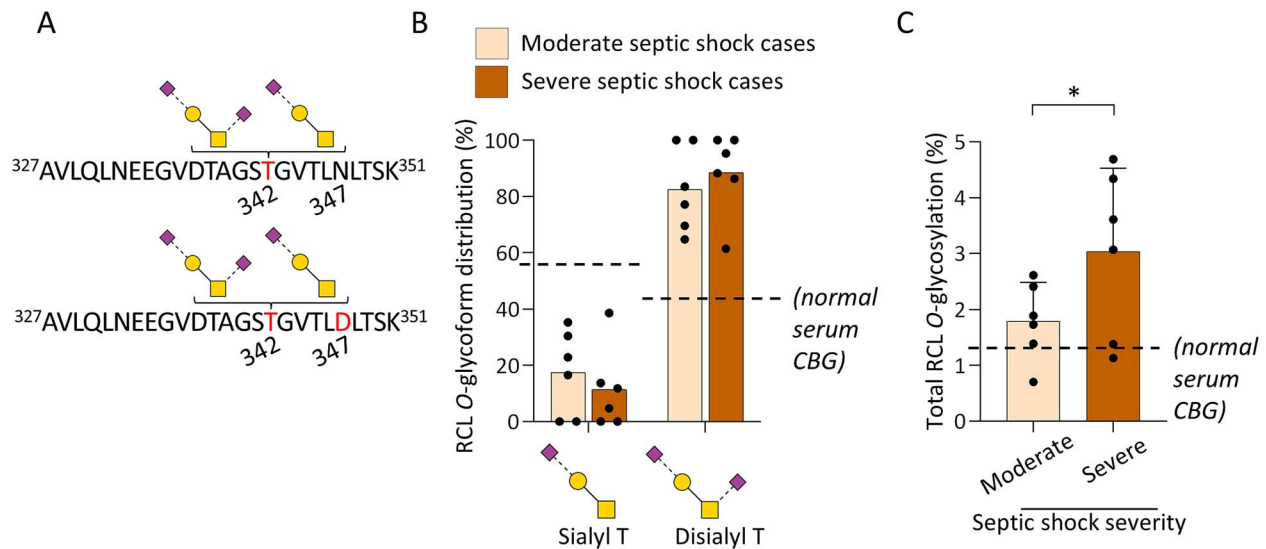 A
327AVLQLNEEGVDTAGSTGVTLNLTSK351
342
347
327AVLQLNEEGVDTAGSTGVTLDLTSK351
342
347
B
Moderate septic shock cases
Severe septic shock cases
RCL O-glycoform distribution (%)
100
80
60
40
20
0
(normal
serum
CBG)
Sialyl T
Disialyl T
C
*
Total RCL O-glycosylation (%)
5
4
3
2
1
0
(normal
serum
CBG)
Moderate
Severe
Septic shock severity